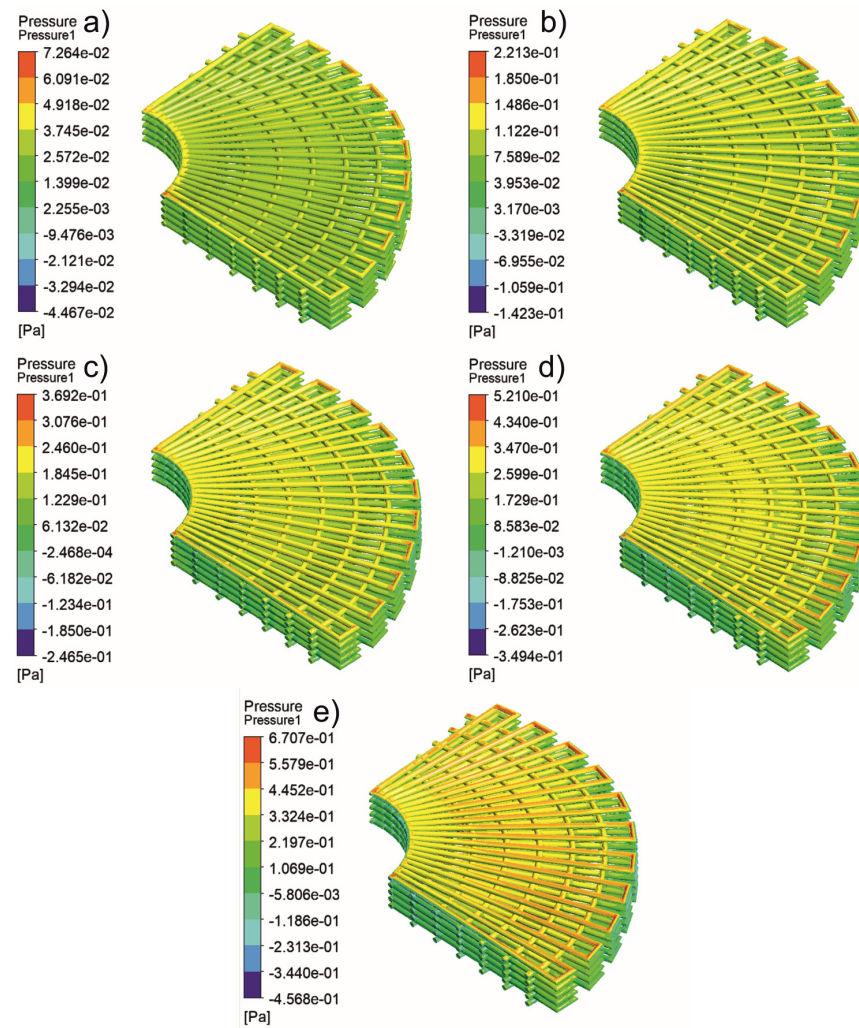 Pressure
Pressure1
a)
7.264e-02
6.091e-02
4.918e-02
3.745e-02
2.572e-02
1.399e-02
2.255e-03
-9.476e-03
-2.121e-02
-3.294e-02
-4.467e-02
[Pa]
Pressure
Pressure1
b)
2.213e-01
1.850e-01
1.486e-01
1.122e-01
7.589e-02
3.953e-02
3.170e-03
-3.319e-02
-6.955e-02
-1.059e-01
-1.423e-01
[Pa]
Pressure
Pressure1
c)
3.692e-01
3.076e-01
2.460e-01
1.845e-01
1.229e-01
6.132e-02
-2.468e-04
-6.182e-02
-1.234e-01
-1.850e-01
-2.465e-01
[Pa]
Pressure
Pressure1
d)
5.210e-01
4.340e-01
3.470e-01
2.599e-01
1.729e-01
8.583e-02
-1.210e-03
-8.825e-02
-1.753e-01
-2.623e-01
-3.494e-01
[Pa]
Pressure
Pressure1
e)
6.707e-01
5.579e-01
4.452e-01
3.324e-01
2.197e-01
1.069e-01
-5.806e-03
-1.186e-01
-2.313e-01
-3.440e-01
-4.568e-01
[Pa]